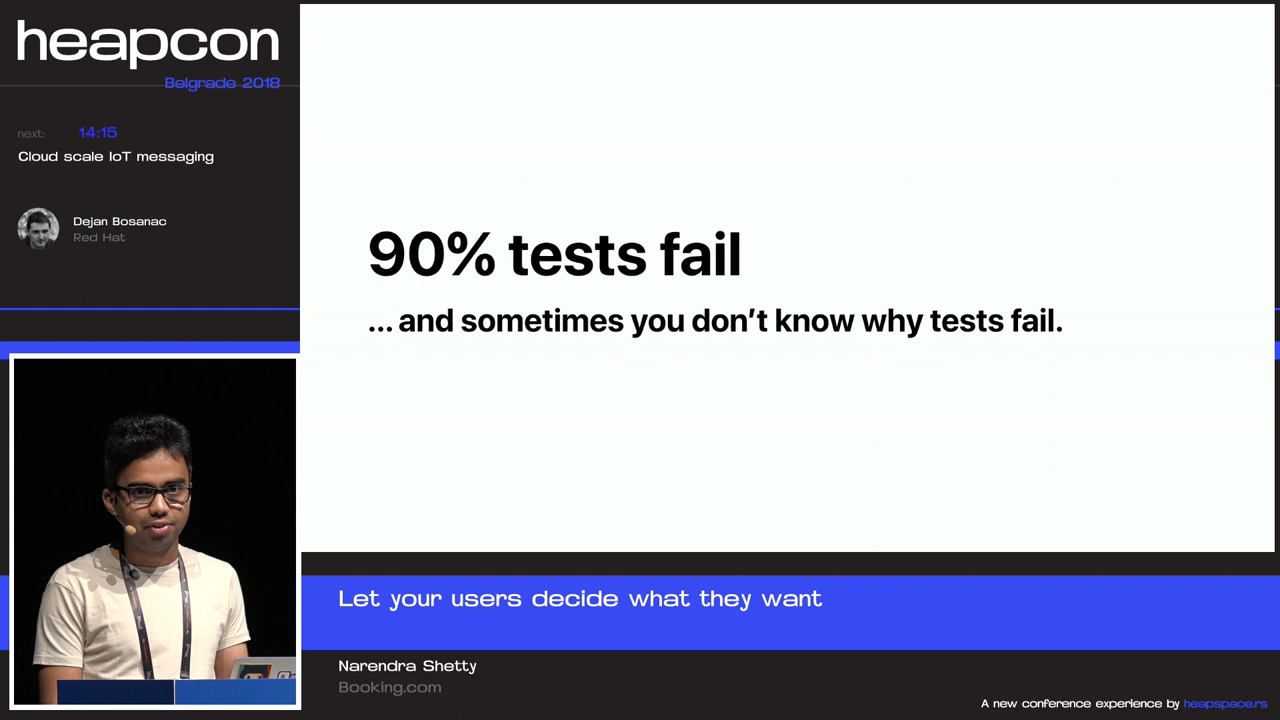 heapcon
Belgrade 2018
next: 14:15
Cloud scale IoT messaging
Dejan Bosanac
Red Hat
90% tests fail
... and sometimes you don't know why tests fail.
Let your users decide what they want
Narendra Shetty
Booking.com
A new conference experience by heapspace.rs